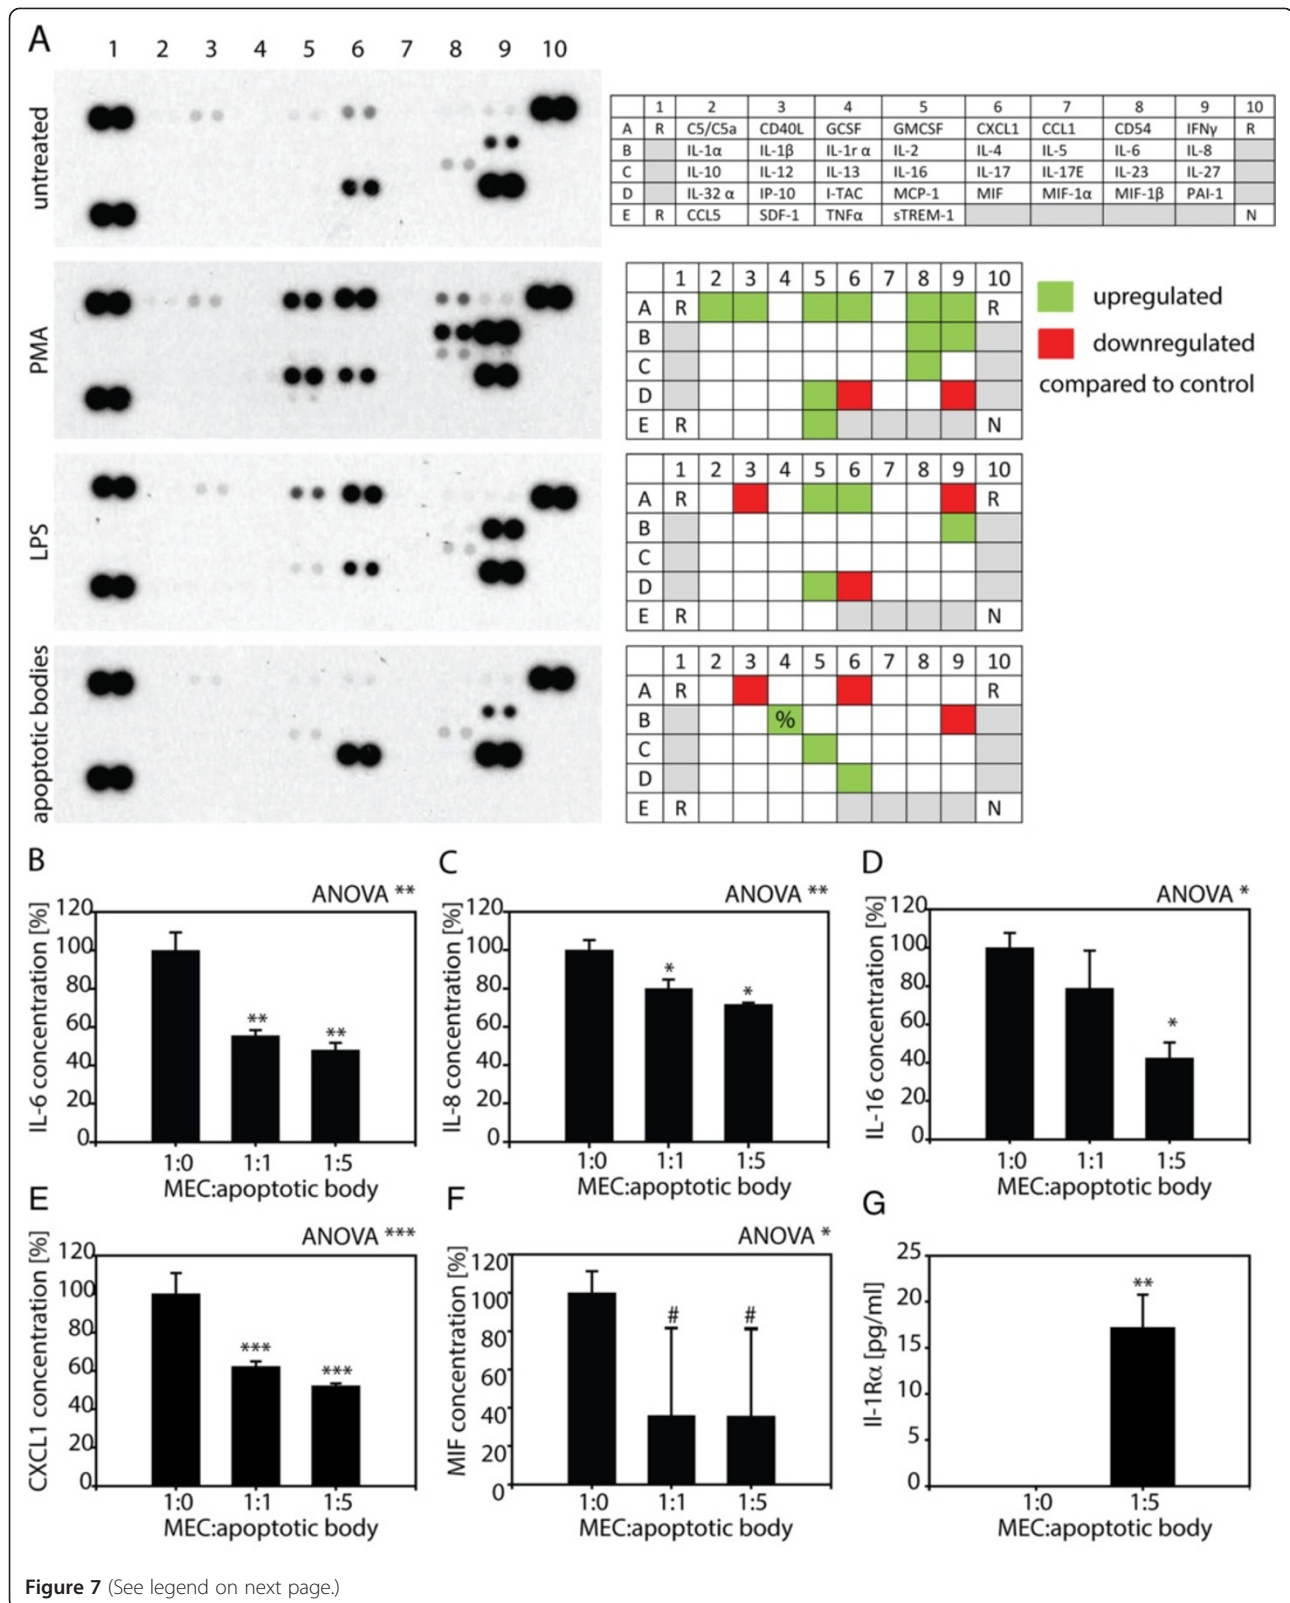 A
1 2 3 4 5 6 7 8 9 10
untreated
1 2 3 4 5 6 7 8 9 10
A R C5/C5a CD40L GCSF GMCSF CXCL1 CCL1 CD54 IFNγ R
B IL-1α IL-1β IL-1r α IL-2 IL-4 IL-5 IL-6 IL-8
C IL-10 IL-12 IL-13 IL-16 IL-17 IL-17E IL-23 IL-27
D IL-32 α IP-10 I-TAC MCP-1 MIF MIF-1α MIF-1β PAI-1
E R CCL5 SDF-1 TNFα sTREM-1 N
PMA
1 2 3 4 5 6 7 8 9 10
A R R
B
C
D
E R N
upregulated
downregulated
compared to control
LPS
1 2 3 4 5 6 7 8 9 10
A R R
B
C
D
E R N
apoptotic bodies
1 2 3 4 5 6 7 8 9 10
A R R
B %
C
D
E R N
B
ANOVA **
IL-6 concentration [%]
120
100
80
60
40
20
0
** **
1:0 1:1 1:5
MEC:apoptotic body
C
ANOVA **
IL-8 concentration [%]
120
100
80
60
40
20
0
* *
1:0 1:1 1:5
MEC:apoptotic body
D
ANOVA *
IL-16 concentration [%]
120
100
80
60
40
20
0
*
1:0 1:1 1:5
MEC:apoptotic body
E
ANOVA ***
CXCL1 concentration [%]
120
100
80
60
40
20
0
*** ***
1:0 1:1 1:5
MEC:apoptotic body
F
ANOVA *
MIF concentration [%]
120
100
80
60
40
20
0
# #
1:0 1:1 1:5
MEC:apoptotic body
G
Il-1Rα [pg/ml]
25
20
15
10
5
0
**
1:0 1:5
MEC:apoptotic body
Figure 7 (See legend on next page.)